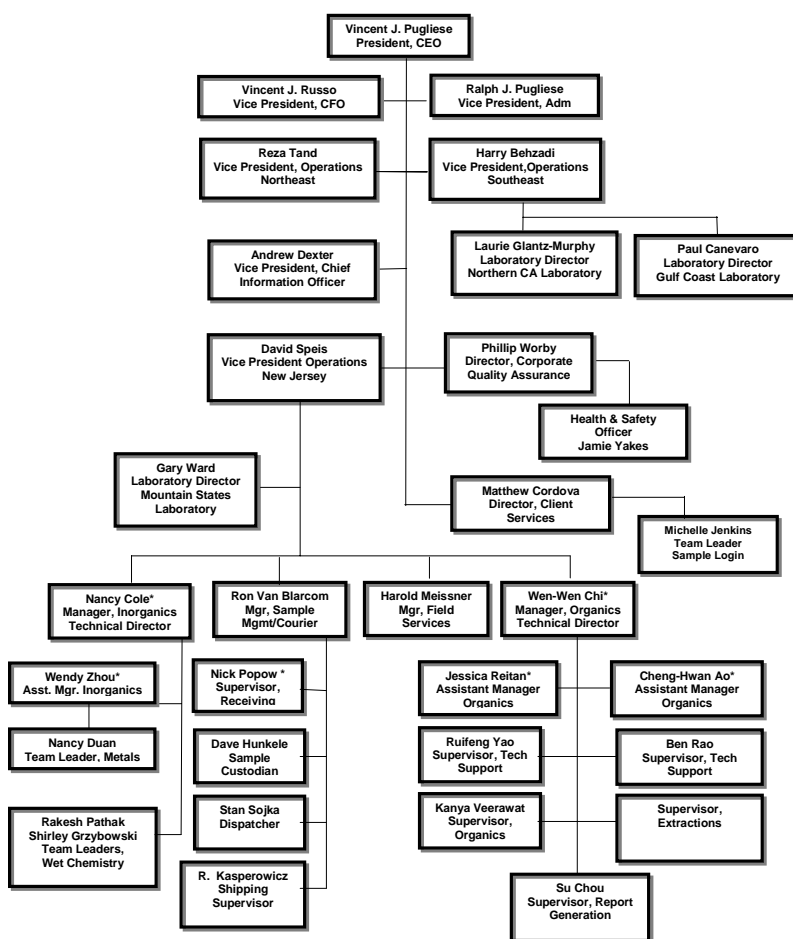 Vincent J. Pugliese
President, CEO
Vincent J. Russo
Vice President, CFO
Ralph J. Pugliese
Vice President, Adm
Reza Tand
Vice President, Operations
Northeast
Harry Behzadi
Vice President,Operations
Southeast
Laurie Glantz-Murphy
Laboratory Director
Northern CA Laboratory
Paul Canevaro
Laboratory Director
Gulf Coast Laboratory
Andrew Dexter
Vice President, Chief
Information Officer
David Speis
Vice President Operations
New Jersey
Phillip Worby
Director, Corporate
Quality Assurance
Health & Safety
Officer
Jamie Yakes
Gary Ward
Laboratory Director
Mountain States
Laboratory
Matthew Cordova
Director, Client
Services
Michelle Jenkins
Team Leader
Sample Login
Nancy Cole*
Manager, Inorganics
Technical Director
Ron Van Blarcom
Mgr, Sample
Mgmt/Courier
Harold Meissner
Mgr, Field
Services
Wen-Wen Chi*
Manager, Organics
Technical Director
Wendy Zhou*
Asst. Mgr. Inorganics
Nancy Duan
Team Leader, Metals
Rakesh Pathak
Shirley Grzybowski
Team Leaders,
Wet Chemistry
Nick Popow *
Supervisor,
Receiving
Dave Hunkele
Sample
Custodian
Stan Sojka
Dispatcher
R. Kasperowicz
Shipping
Supervisor
Jessica Reitan*
Assistant Manager
Organics
Cheng-Hwan Ao*
Assistant Manager
Organics
Ruifeng Yao
Supervisor, Tech
Support
Ben Rao
Supervisor, Tech
Support
Kanya Veerawat
Supervisor,
Organics
Supervisor,
Extractions
Su Chou
Supervisor, Report
Generation